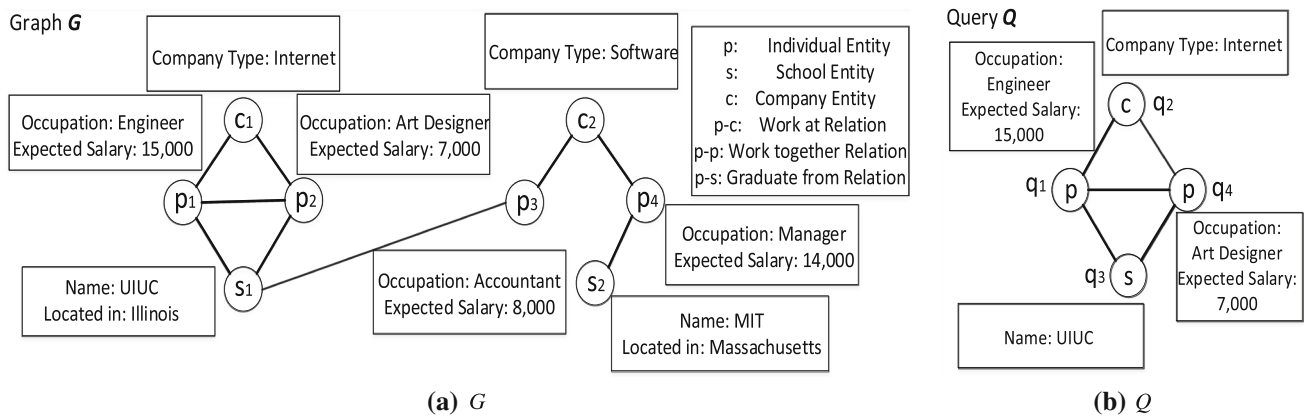 Graph G
Company Type: Internet
Company Type: Software
p: Individual Entity
s: School Entity
c: Company Entity
p-c: Work at Relation
p-p: Work together Relation
p-s: Graduate from Relation
Occupation: Engineer
Expected Salary: 15,000
c1
Occupation: Art Designer
Expected Salary: 7,000
c2
p1
p2
p3
p4
Occupation: Manager
Expected Salary: 14,000
Name: UIUC
Located in: Illinois
s1
Occupation: Accountant
Expected Salary: 8,000
s2
Name: MIT
Located in: Massachusetts
(a) G
Query Q
Occupation:
Engineer
Expected Salary:
15,000
Company Type: Internet
c q2
q1 p
p q4
q3 s
Occupation:
Art Designer
Expected Salary:
7,000
Name: UIUC
(b) Q